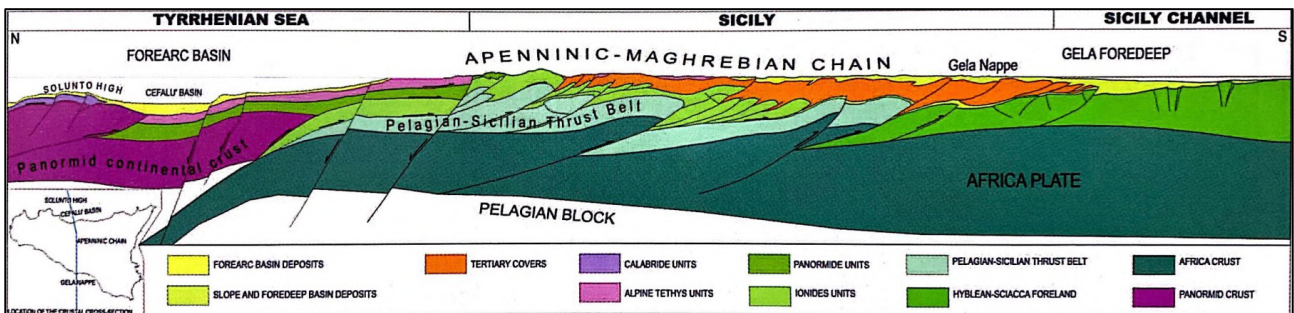 TYRRHENIAN SEA
SICILY
SICILY CHANNEL
N
S
FOREARC BASIN
APENNINIC-MAGHREBIAN CHAIN
Gela Nappe
GELA FOREDEEP
SOLUNTO HIGH
CEFALU' BASIN
Pelagian-Sicilian Thrust Belt
Panormid continental crust
AFRICA PLATE
PELAGIAN BLOCK
SOLUNTO HIGH
CEFALU' BASIN
APENNINIC CHAIN
GELA NAPPE
LOCATION OF THE CRUSTAL CROSS-SECTION
FOREARC BASIN DEPOSITS
TERTIARY COVERS
CALABRIDE UNITS
PANORMIDE UNITS
PELAGIAN-SICILIAN THRUST BELT
AFRICA CRUST
SLOPE AND FOREDEEP BASIN DEPOSITS
ALPINE TETHYS UNITS
IONIDES UNITS
HYBLEAN-SCIACCA FORELAND
PANORMID CRUST